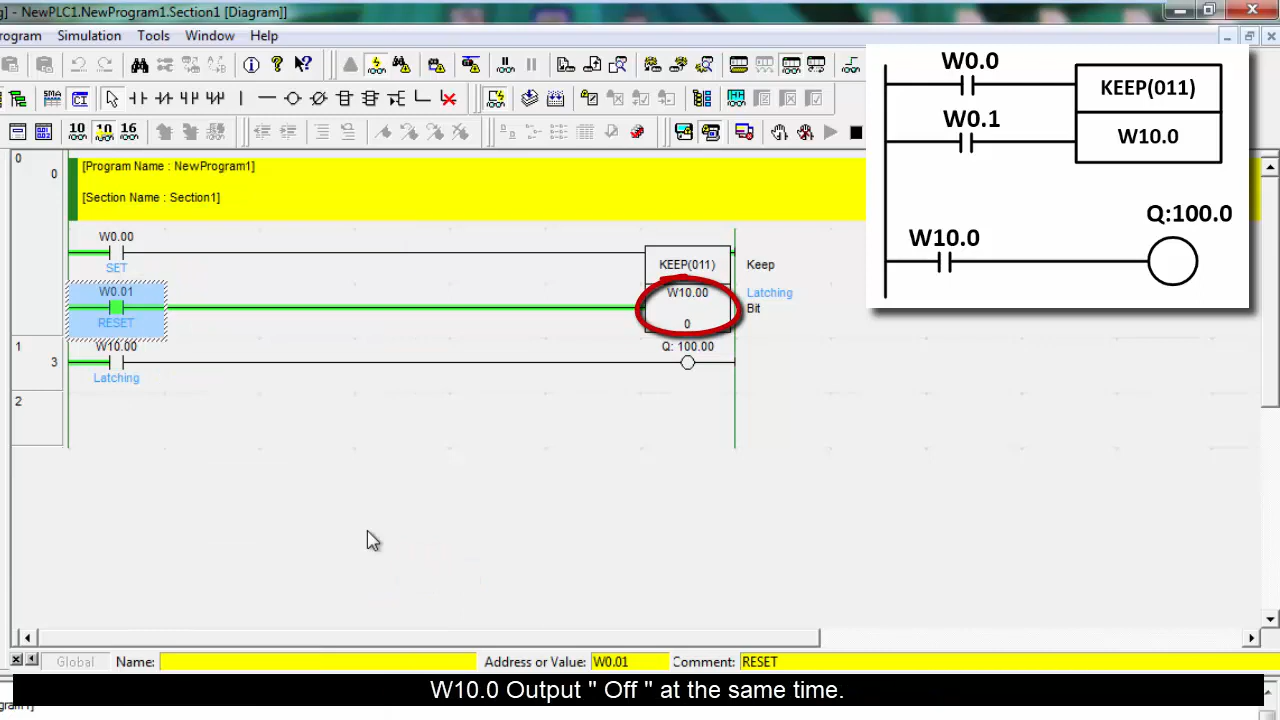 g] - NewPLC1.NewProgram1.Section1 [Diagram]]
rogram Simulation Tools Window Help
10 10 16
0
0
[Program Name : NewProgram1]
[Section Name : Section1]
W0.00
SET
KEEP(011)
Keep
W0.01
RESET
W10.00
0
Latching
Bit
1
3
W10.00
Latching
Q: 100.00
2
W0.0
KEEP(011)
W0.1
W10.0
Q:100.0
W10.0
Global Name: Address or Value: W0.01 Comment: RESET
W10.0 Output " Off " at the same time.